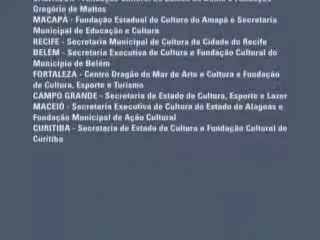 Gregório de Mattos
MACAPÁ - Fundação Estadual de Cultura do Amapá e Secretaria
Municipal de Educação e Cultura
RECIFE - Secretaria Municipal de Cultura da Cidade do Recife
BELÉM - Secretaria Executiva de Cultura e Fundação Cultural do
Município de Belém
FORTALEZA - Centro Dragão do Mar de Arte e Cultura e Fundação
de Cultura, Esporte e Turismo
CAMPO GRANDE - Secretaria de Estado de Cultura, Esporte e Lazer
MACEIÓ - Secretaria Executiva de Cultura do Estado de Alagoas e
Fundação Municipal de Ação Cultural
CURITIBA - Secretaria de Estado da Cultura e Fundação Cultural de
Curitiba